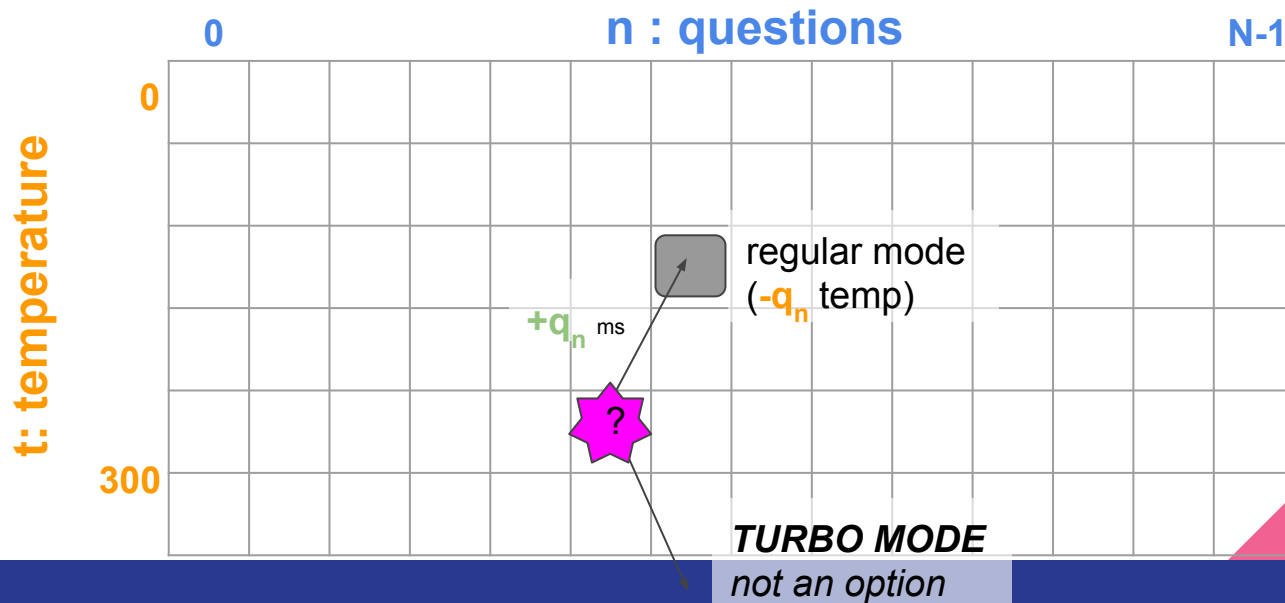 0 n : questions N-1
0
t: temperature
regular mode
(-qn temp)
+qn ms
?
300
TURBO MODE
not an option